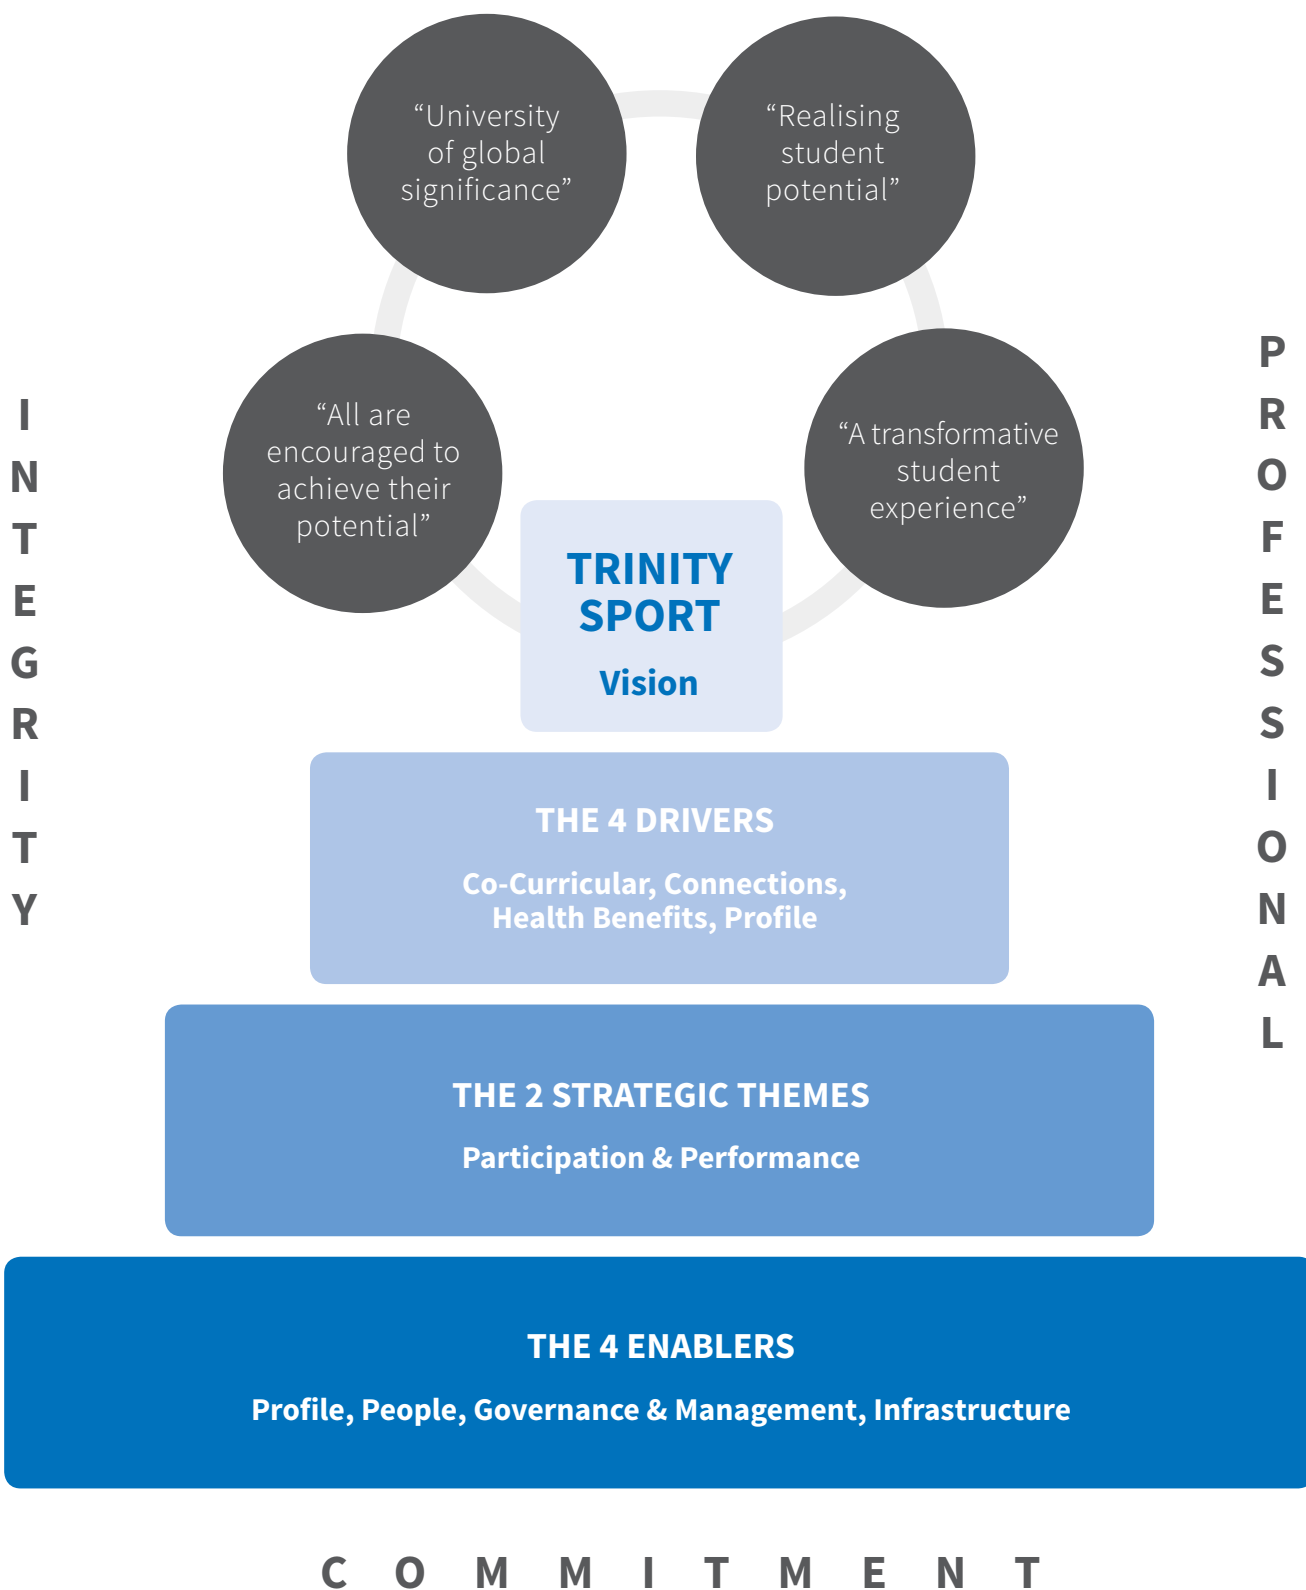 “University
of global
significance”
“Realising
student
potential”
“All are
encouraged to
achieve their
potential”
“A transformative
student
experience”
TRINITY
SPORT
Vision
THE 4 DRIVERS
Co-Curricular, Connections,
Health Benefits, Profile
THE 2 STRATEGIC THEMES
Participation & Performance
THE 4 ENABLERS
Profile, People, Governance & Management, Infrastructure
INTEGRITY
PROFESSIONAL
COMMITMENT